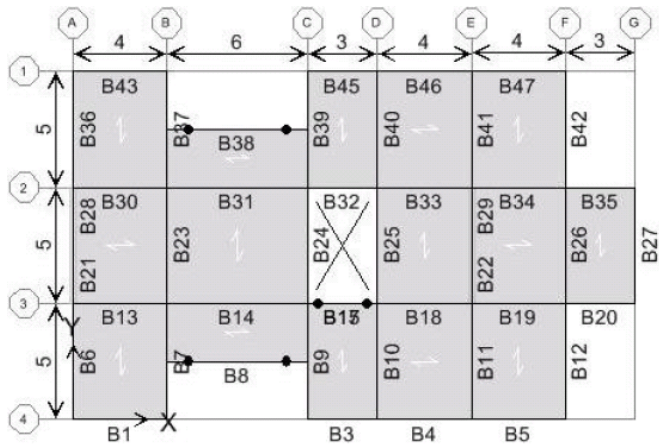 A B C D E F G
4 6 3 4 4 3
1
B43 B45 B46 B47
5 B36 B37 B39 B40 B41 B42
B38
2
B30 B31 B32 B33 B34 B35
B28 B29
5 B23 B24 B25 B26 B27
B21 B22
3
B13 B14 B18 B19 B20
Y
5 B6 B7 B9 B10 B11 B12
B8
4 X
B1 B3 B4 B5